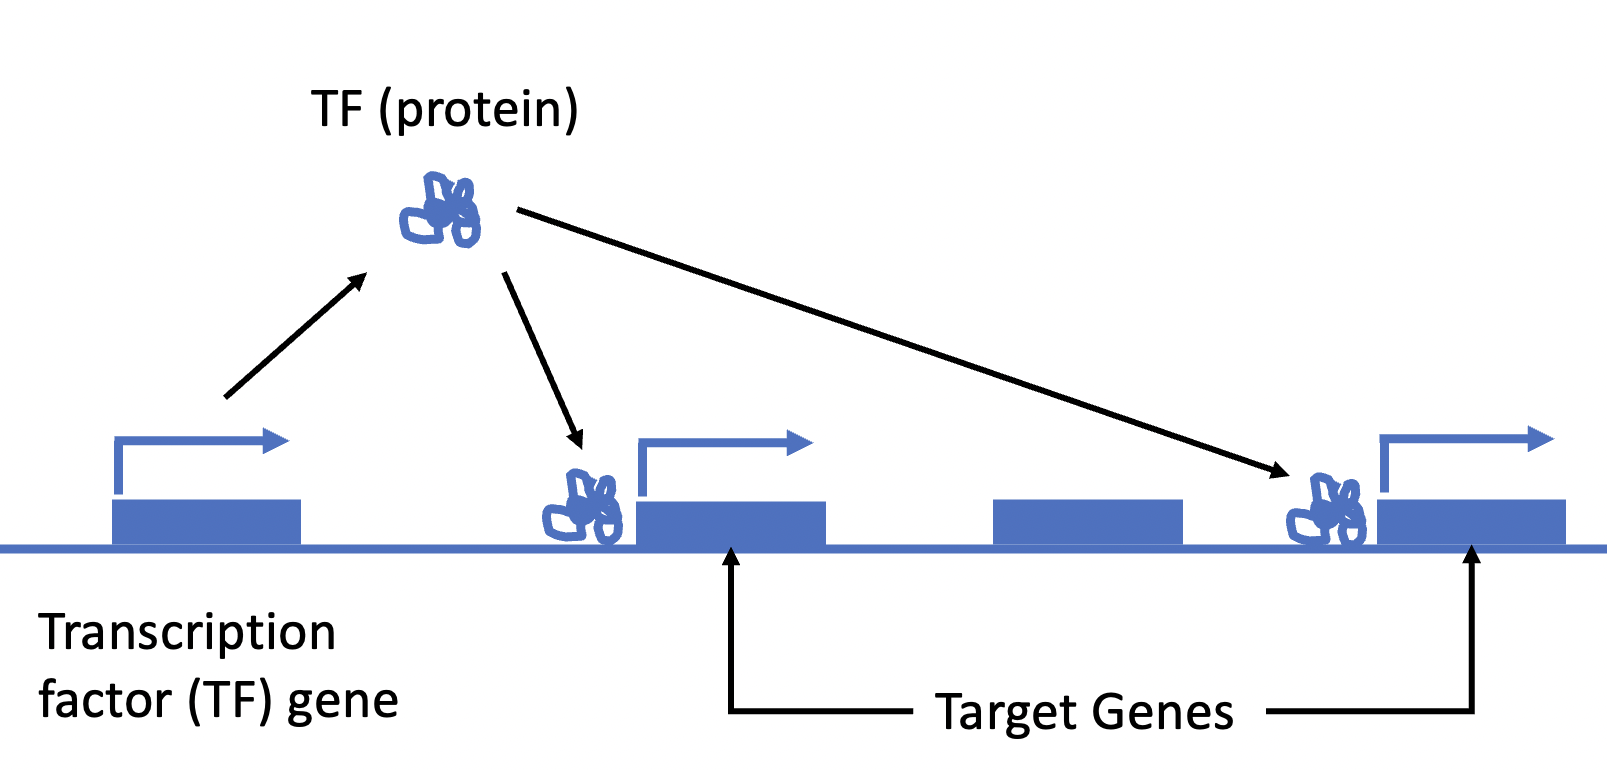 TF (protein)
Transcription
factor (TF) gene
Target Genes